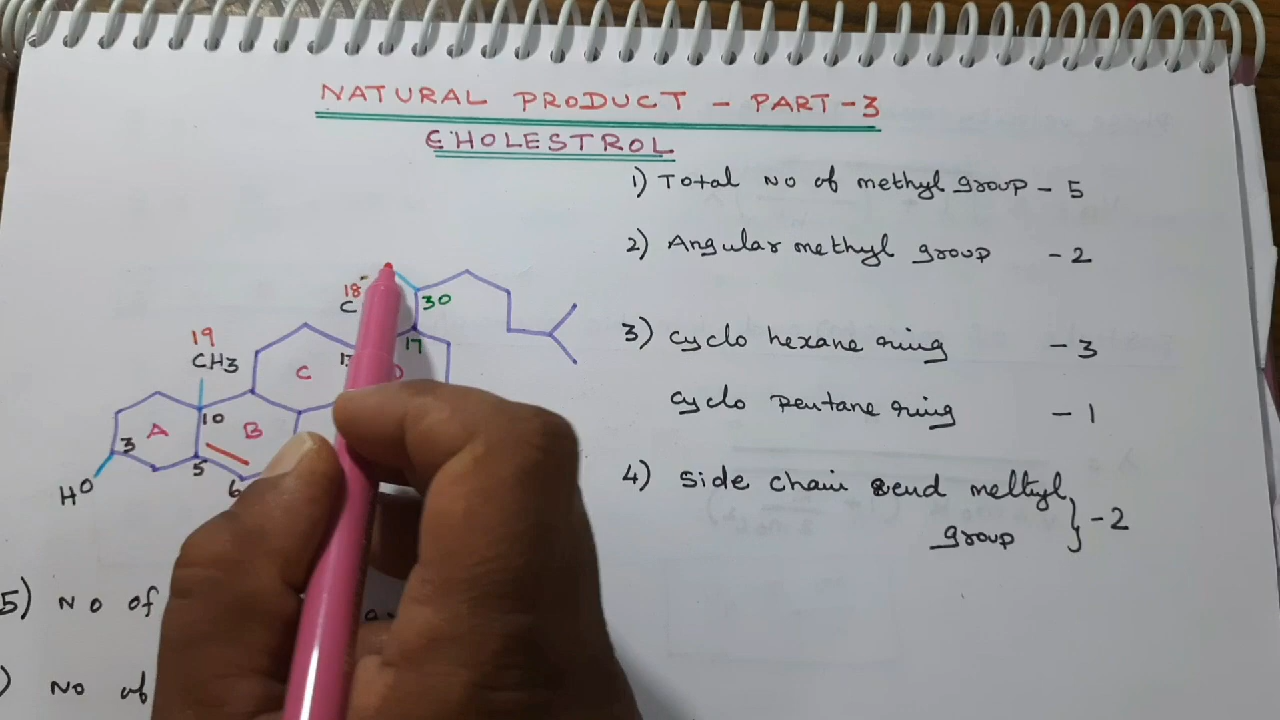 NATURAL PRODUCT - PART-3
CHOLESTROL
1) Total No of methyl group - 5
2) Angular methyl group - 2
3) cyclo hexane ring - 3
cyclo pentane ring - 1
4) side chain end methyl
group } - 2
18
C
30
19
CH3
17
C
D
10
A
B
3
5
HO
6
5) No of
) No of